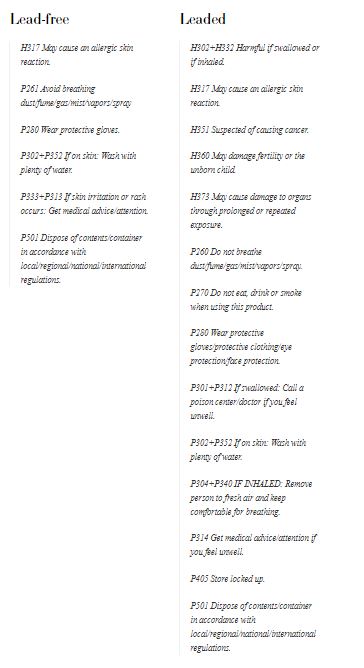 Lead-free
H317 May cause an allergic skin
reaction.
P261 Avoid breathing
dust/fume/gas/mist/vapors/spray
P280 Wear protective gloves.
P302+P352 If on skin: Wash with
plenty of water.
P333+P313 If skin irritation or rash
occurs: Get medical advice/attention.
P501 Dispose of contents/container
in accordance with
local/regional/national/international
regulations.
Leaded
H302+H332 Harmful if swallowed or
if inhaled.
H317 May cause an allergic skin
reaction.
H351 Suspected of causing cancer.
H360 May damage fertility or the
unborn child.
H373 May cause damage to organs
through prolonged or repeated
exposure.
P260 Do not breathe
dust/fume/gas/mist/vapors/spray.
P270 Do not eat, drink or smoke
when using this product.
P280 Wear protective
gloves/protective clothing/eye
protection/face protection.
P301+P312 If swallowed: Call a
poison center/doctor if you feel
unwell.
P302+P352 If on skin: Wash with
plenty of water.
P304+P340 IF INHALED: Remove
person to fresh air and keep
comfortable for breathing.
P314 Get medical advice/attention if
you feel unwell.
P405 Store locked up.
P501 Dispose of contents/container
in accordance with
local/regional/national/international
regulations.